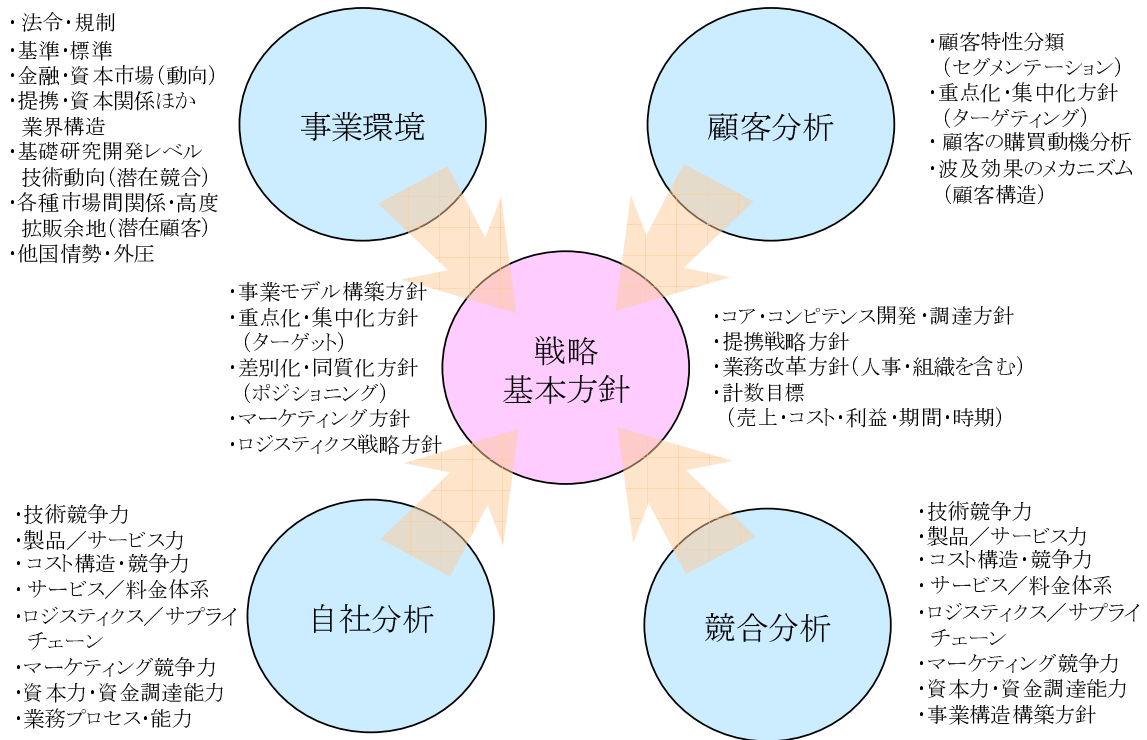 ・法令・規制
・基準・標準
・金融・資本市場(動向)
・提携・資本関係ほか
業界構造
・基礎研究開発レベル
技術動向(潜在競合)
・各種市場間関係・高度
拡販余地(潜在顧客)
・他国情勢・外圧
事業環境
顧客分析
・顧客特性分類
(セグメンテーション)
・重点化・集中化方針
(ターゲティング)
・顧客の購買動機分析
・波及効果のメカニズム
(顧客構造)
・事業モデル構築方針
・重点化・集中化方針
(ターゲット)
・差別化・同質化方針
(ポジショニング)
・マーケティング方針
・ロジスティクス戦略方針
戦略
基本方針
・コア・コンピテンス開発・調達方針
・提携戦略方針
・業務改革方針(人事・組織を含む)
・計数目標
(売上・コスト・利益・期間・時期)
・技術競争力
・製品/サービス力
・コスト構造・競争力
・サービス/料金体系
・ロジスティクス/サプライ
チェーン
・マーケティング競争力
・資本力・資金調達能力
・業務プロセス・能力
自社分析
競合分析
・技術競争力
・製品/サービス力
・コスト構造・競争力
・サービス/料金体系
・ロジスティクス/サプライ
チェーン
・マーケティング競争力
・資本力・資金調達能力
・事業構造構築方針